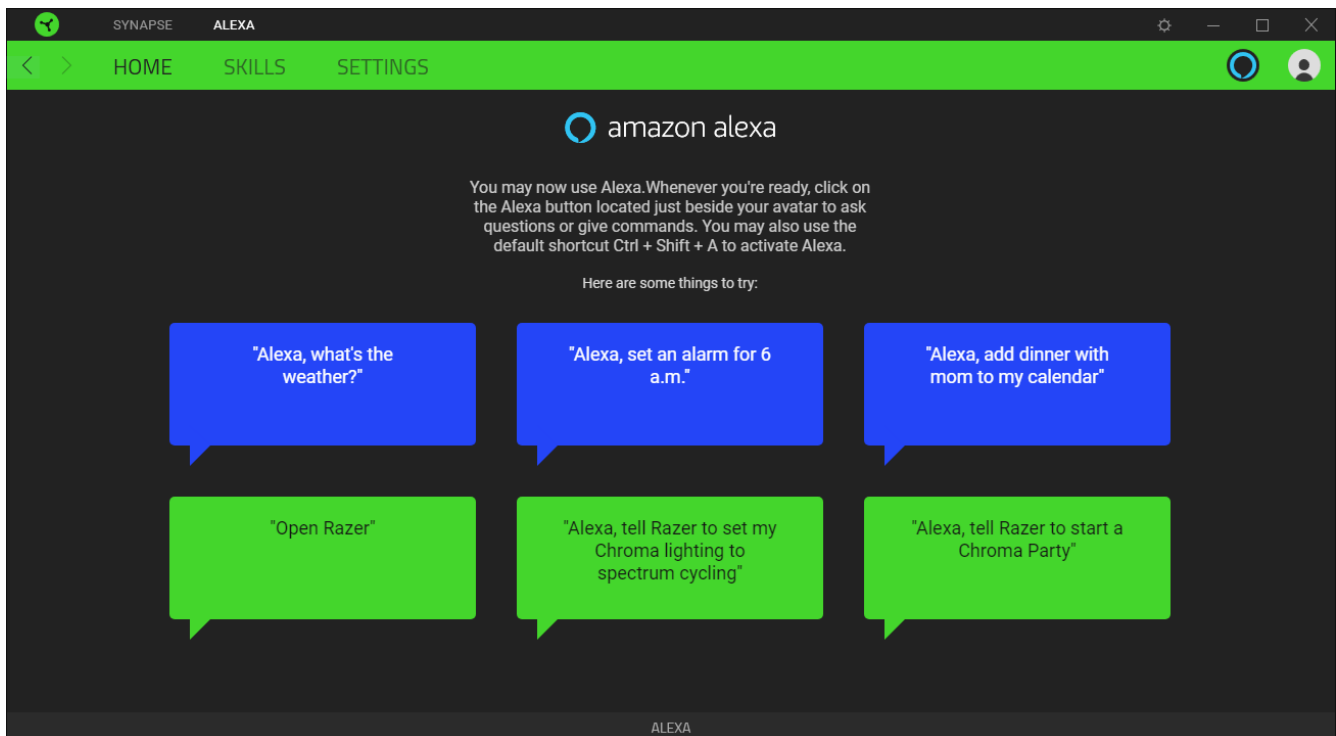 SYNAPSE ALEXA
HOME SKILLS SETTINGS
amazon alexa
You may now use Alexa.Whenever you're ready, click on
the Alexa button located just beside your avatar to ask
questions or give commands. You may also use the
default shortcut Ctrl + Shift + A to activate Alexa.
Here are some things to try:
"Alexa, what's the
weather?"
"Alexa, set an alarm for 6
a.m."
"Alexa, add dinner with
mom to my calendar"
"Open Razer"
"Alexa, tell Razer to set my
Chroma lighting to
spectrum cycling"
"Alexa, tell Razer to start a
Chroma Party"
ALEXA